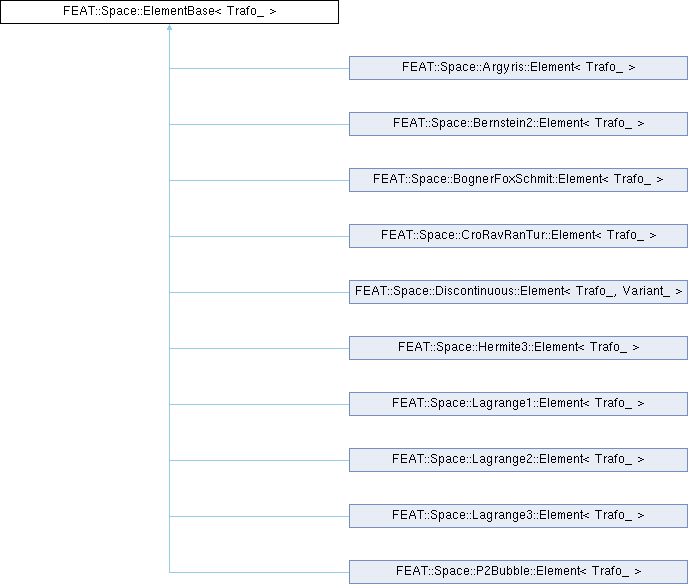 FEAT::Space::ElementBase< Trafo_ >
FEAT::Space::Argyris::Element< Trafo_ >
FEAT::Space::Bernstein2::Element< Trafo_ >
FEAT::Space::BognerFoxSchmit::Element< Trafo_ >
FEAT::Space::CroRavRanTur::Element< Trafo_ >
FEAT::Space::Discontinuous::Element< Trafo_, Variant_ >
FEAT::Space::Hermite3::Element< Trafo_ >
FEAT::Space::Lagrange1::Element< Trafo_ >
FEAT::Space::Lagrange2::Element< Trafo_ >
FEAT::Space::Lagrange3::Element< Trafo_ >
FEAT::Space::P2Bubble::Element< Trafo_ >